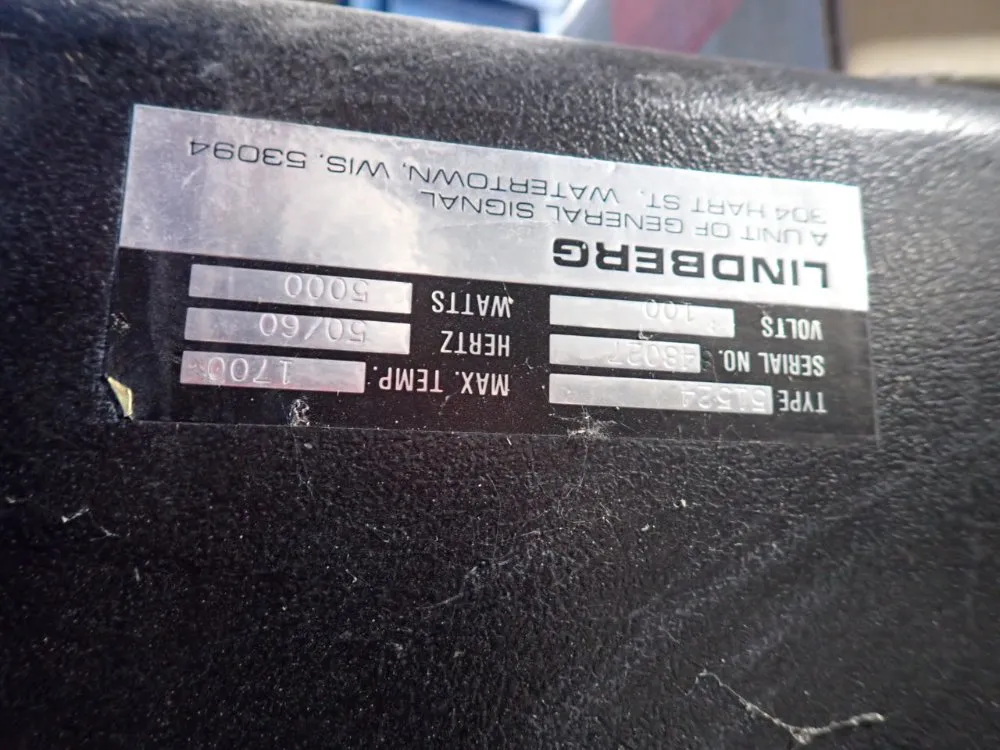 LINDBERG
A UNIT OF GENERAL SIGNAL
304 HART ST. WATERTOWN, WIS. 53094
VOLTS 100 WATTS 5000
SERIAL NO. HERTZ 50/60
TYPE 51524 MAX. TEMP. 1700